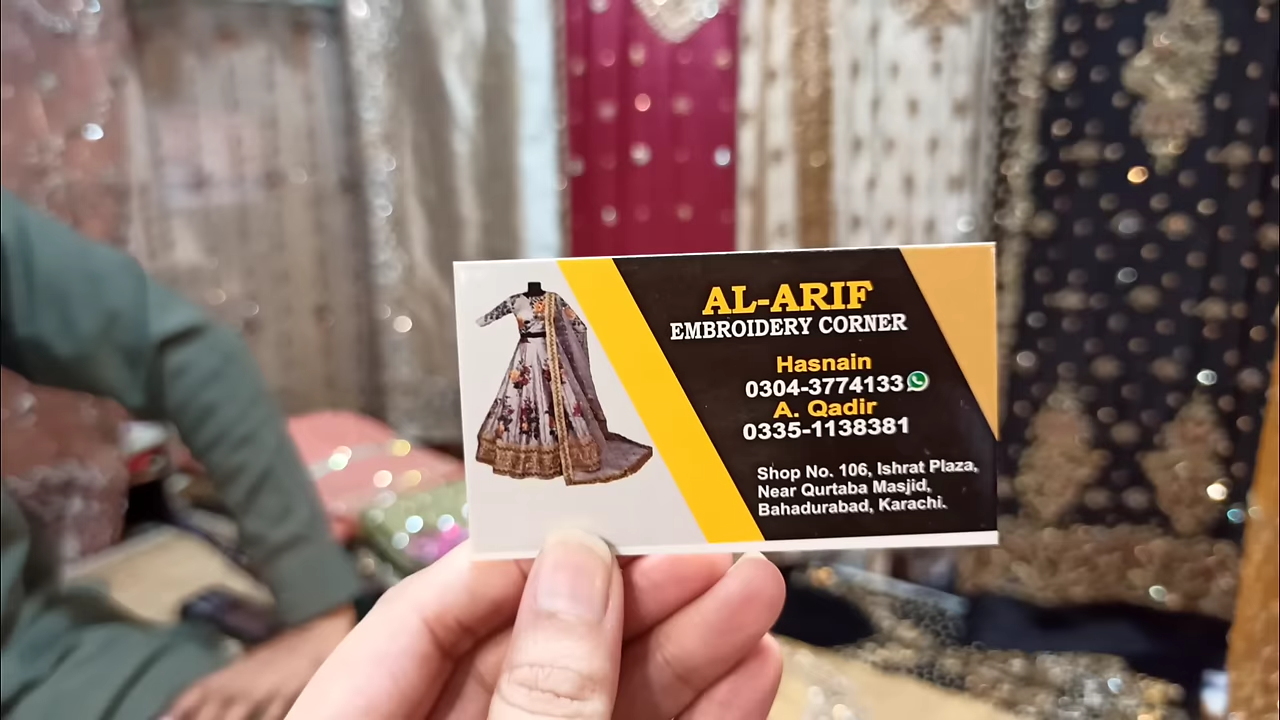 AL-ARIF
EMBROIDERY CORNER
Hasnain
0304-3774133
A. Qadir
0335-1138381
Shop No. 106, Ishrat Plaza,
Near Qurtaba Masjid,
Bahadurabad, Karachi.